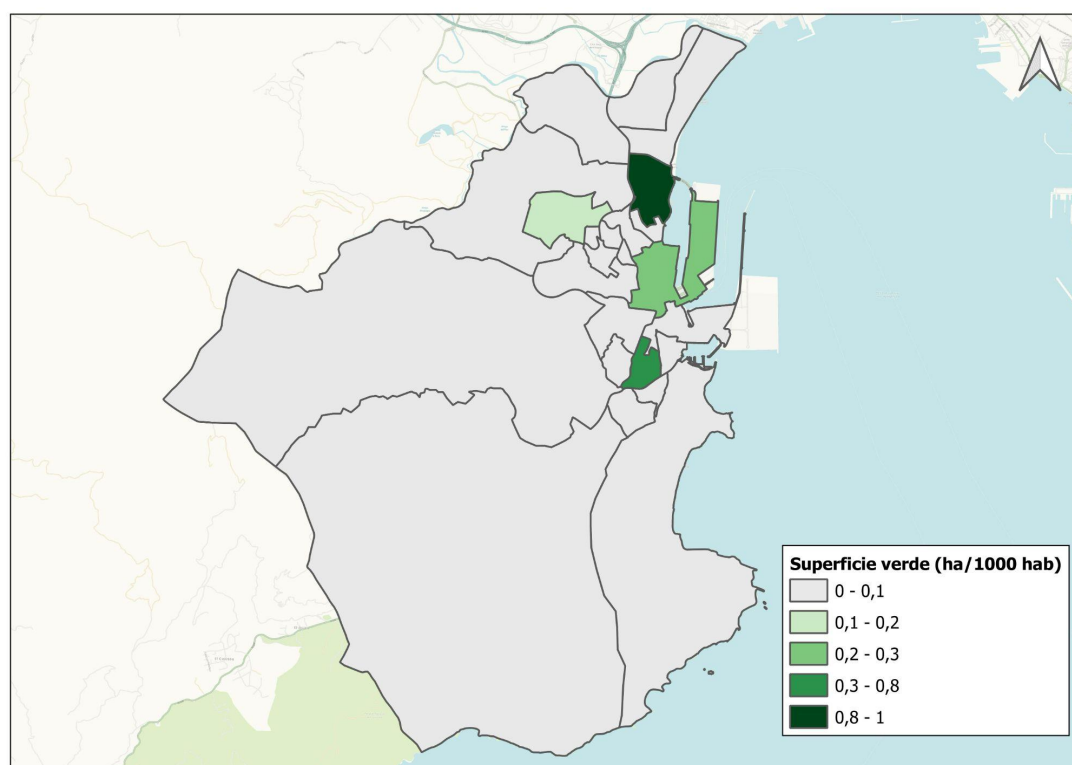 Superficie verde (ha/1000 hab)
0 - 0,1
0,1 - 0,2
0,2 - 0,3
0,3 - 0,8
0,8 - 1